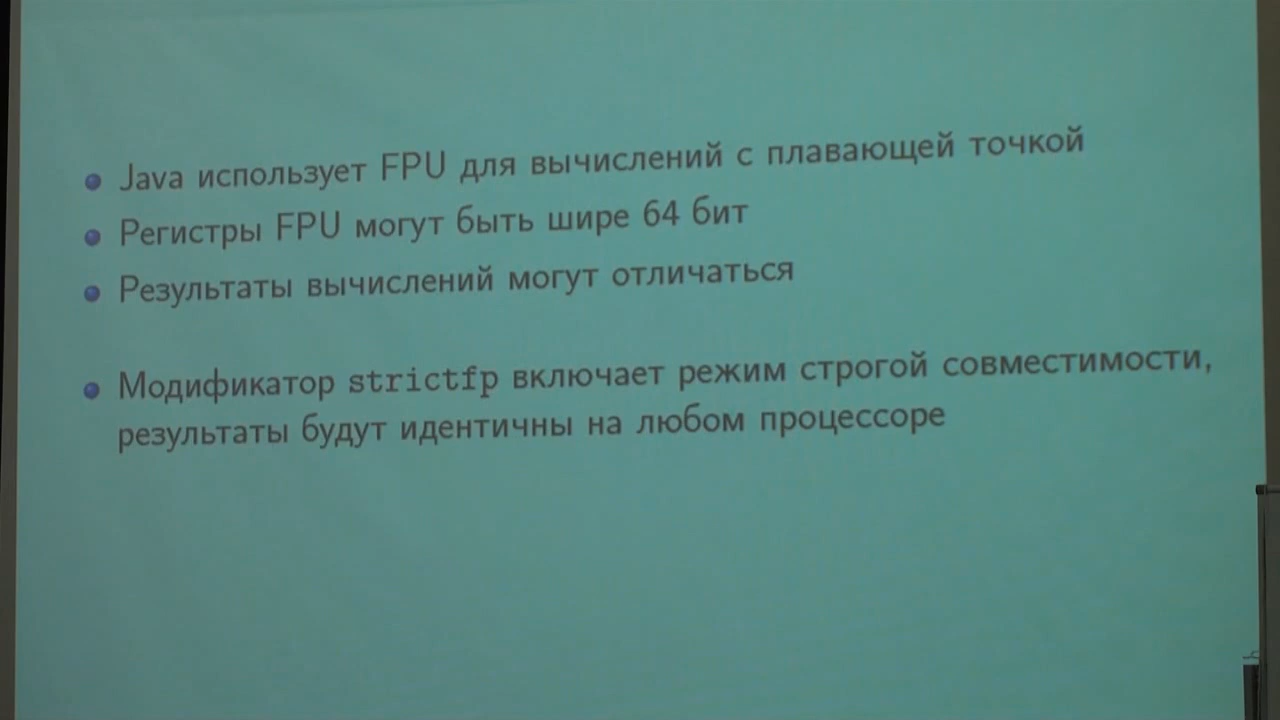 Java использует FPU для вычислений с плавающей точкой
Регистры FPU могут быть шире 64 бит
Результаты вычислений могут отличаться
Модификатор strictfp включает режим строгой совместимости,
результаты будут идентичны на любом процессоре